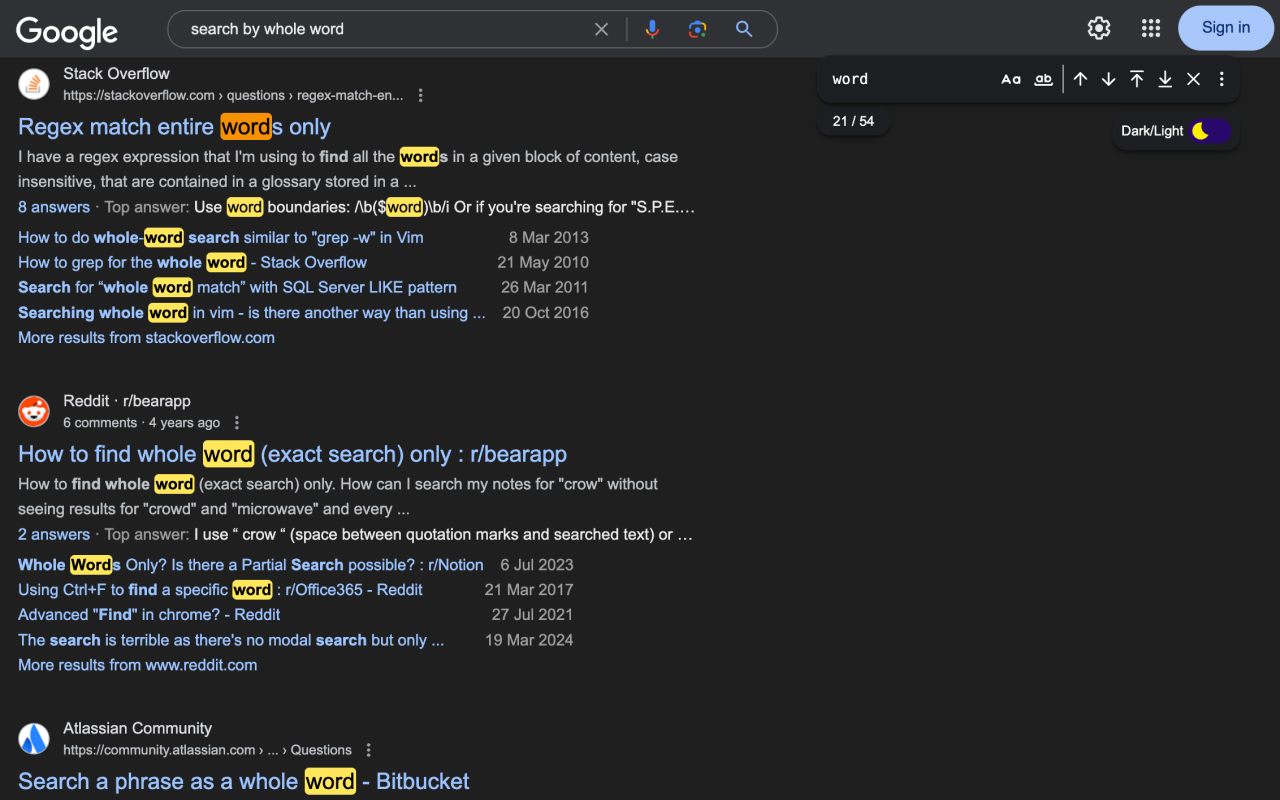 Google
search by whole word
Sign in
word
Aa
ab
21 / 54
Dark/Light
Stack Overflow
https://stackoverflow.com › questions › regex-match-en...
Regex match entire words only
I have a regex expression that I'm using to find all the words in a given block of content, case
insensitive, that are contained in a glossary stored in a ...
8 answers · Top answer: Use word boundaries: /\b($word)\b/i Or if you're searching for "S.P.E.…
How to do whole-word search similar to "grep -w" in Vim 8 Mar 2013
How to grep for the whole word - Stack Overflow 21 May 2010
Search for “whole word match” with SQL Server LIKE pattern 26 Mar 2011
Searching whole word in vim - is there another way than using ... 20 Oct 2016
More results from stackoverflow.com
Reddit · r/bearapp
6 comments · 4 years ago
How to find whole word (exact search) only : r/bearapp
How to find whole word (exact search) only. How can I search my notes for "crow" without
seeing results for "crowd" and "microwave" and every ...
2 answers · Top answer: I use “ crow “ (space between quotation marks and searched text) or …
Whole Words Only? Is there a Partial Search possible? : r/Notion 6 Jul 2023
Using Ctrl+F to find a specific word : r/Office365 - Reddit 21 Mar 2017
Advanced "Find" in chrome? - Reddit 27 Jul 2021
The search is terrible as there's no modal search but only ... 19 Mar 2024
More results from www.reddit.com
Atlassian Community
https://community.atlassian.com › ... › Questions
Search a phrase as a whole word - Bitbucket